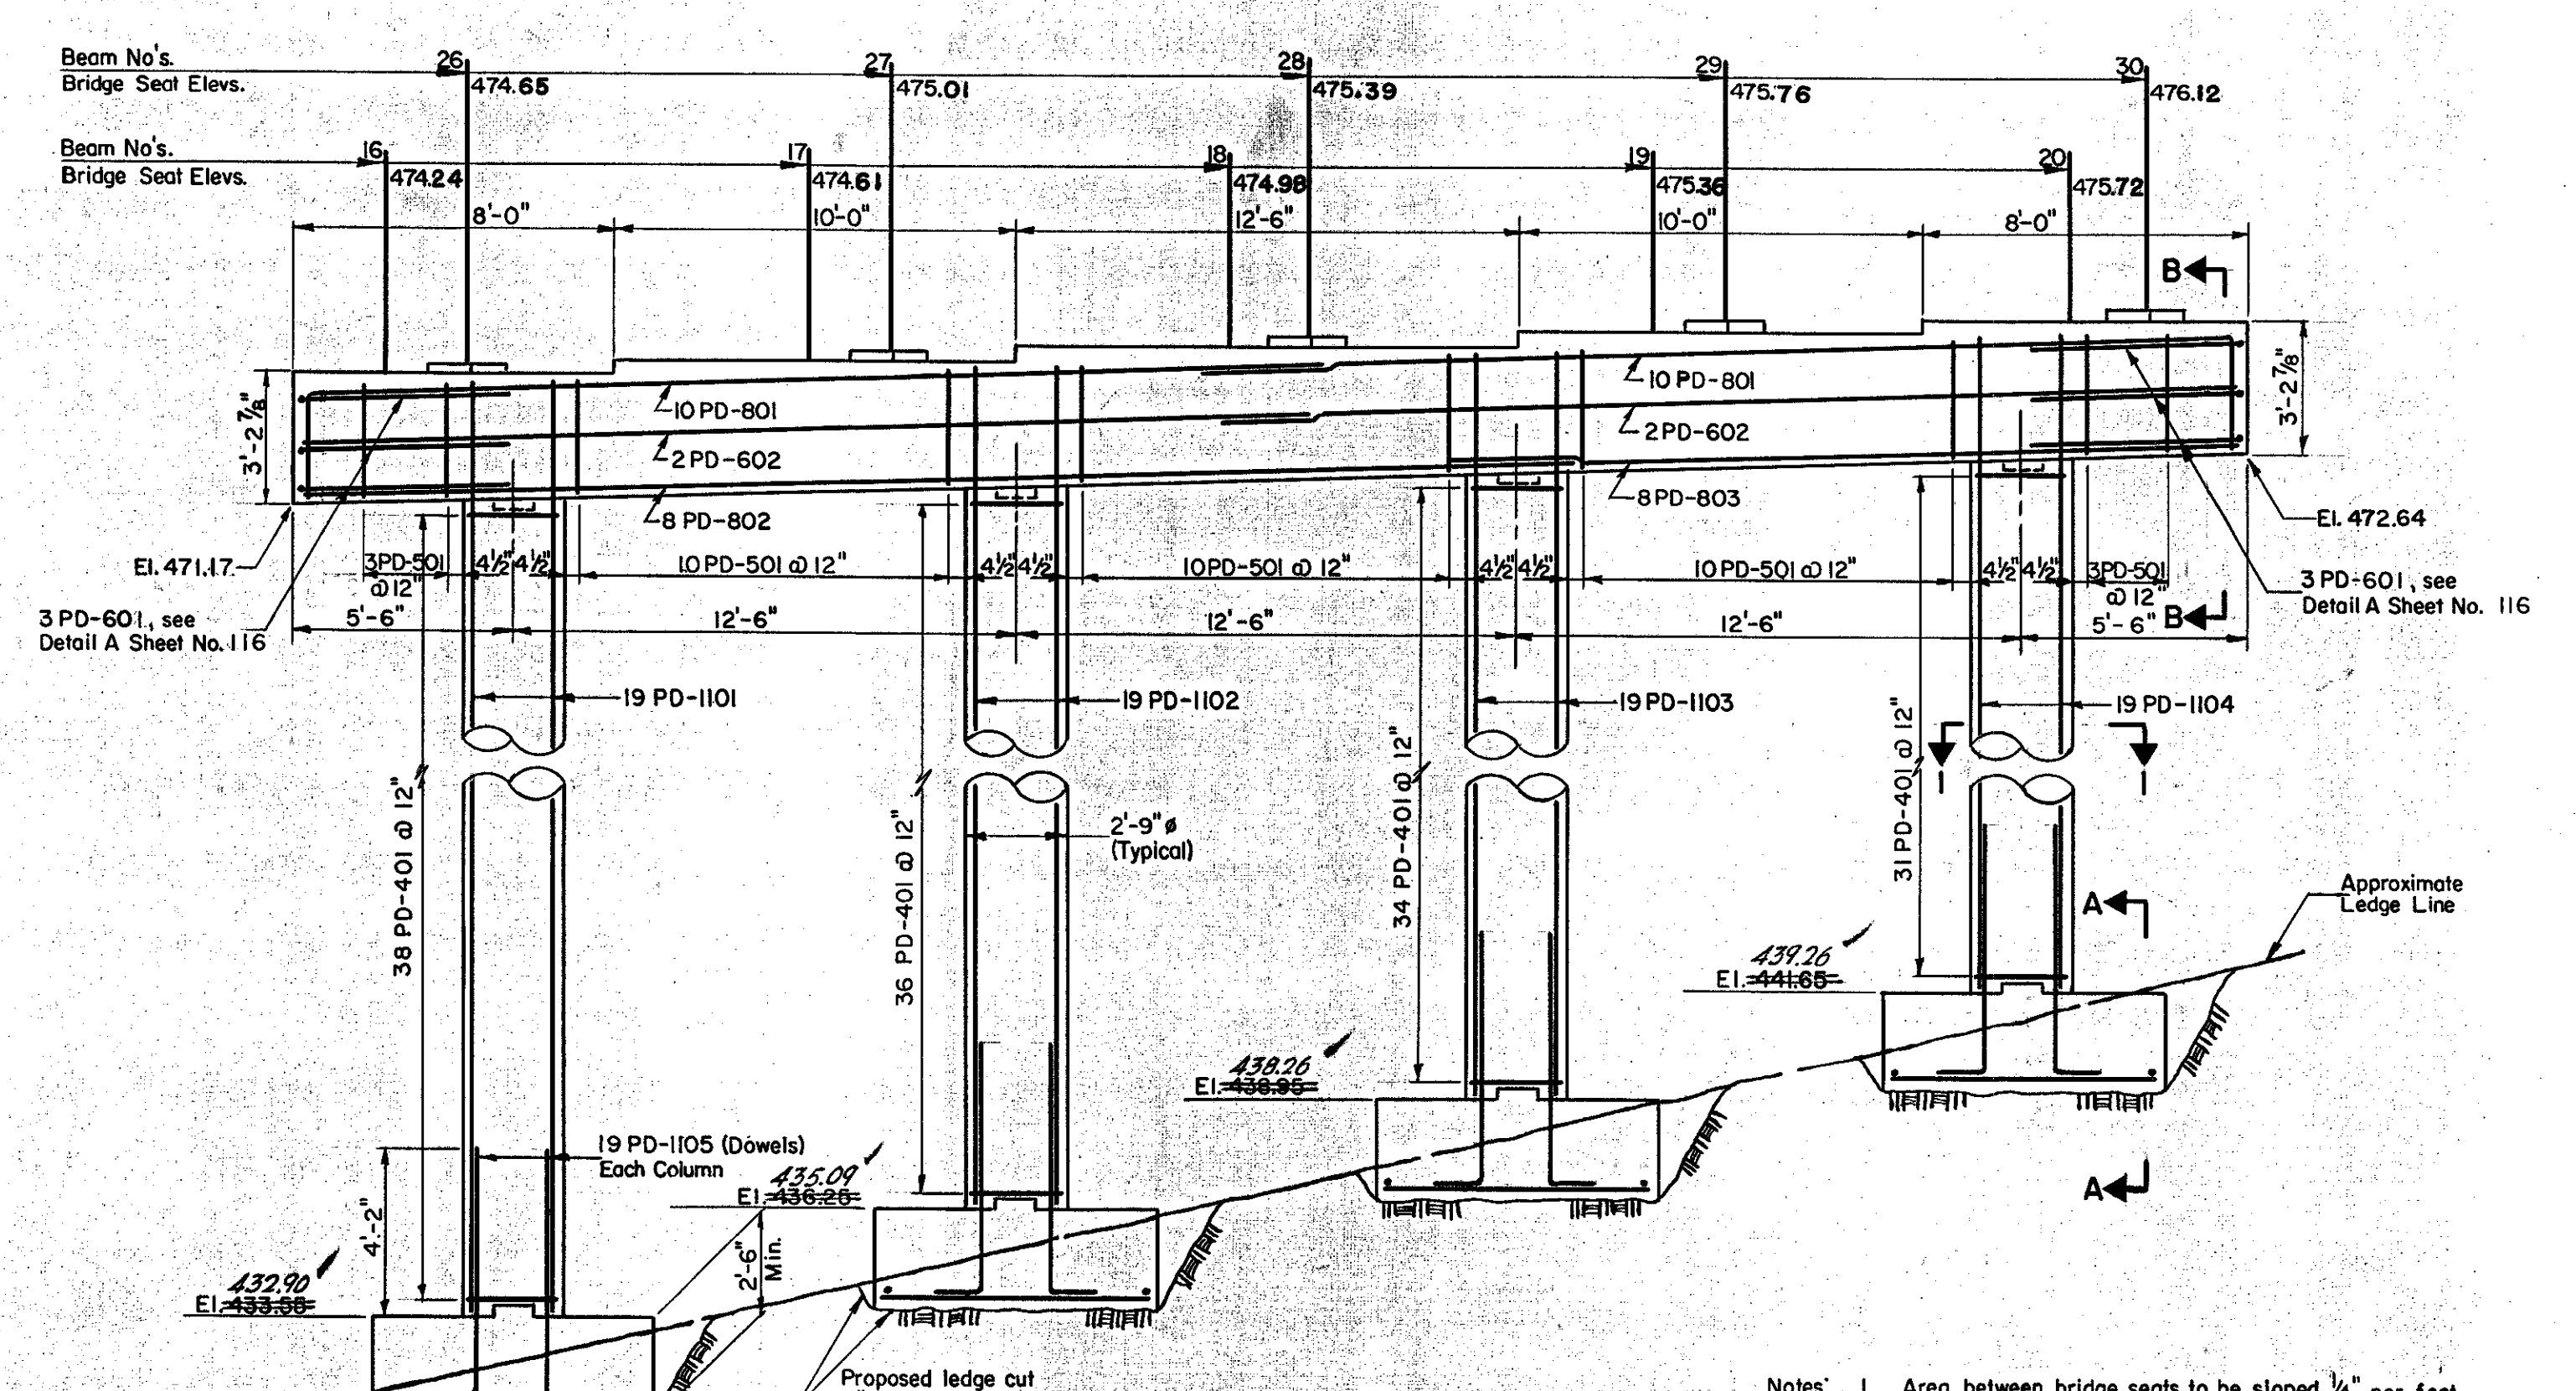 Beam No's. 26 27 28 29 30
Bridge Seat Elevs. 474.65 475.01 475.39 475.76 476.12
Beam No's. 16 17 18 19 20
Bridge Seat Elevs. 474.24 474.61 474.98 475.36 475.72
8'-0" 10'-0" 12'-6" 10'-0" 8'-0"
B
3'-2 7/8"
3'-2 7/8"
10 PD-801
10 PD-801
2 PD-602
2 PD-602
8 PD-802
8 PD-803
El. 471.17
El. 472.64
3PD-501
@ 12"
4½" 4½"
10 PD-501 @ 12"
4½" 4½"
10 PD-501 @ 12"
4½" 4½"
10 PD-501 @ 12"
4½" 4½"
3PD-501
@ 12"
3 PD-601, see
Detail A Sheet No. 116
3 PD-601, see
Detail A Sheet No. 116
5'-6" 12'-6" 12'-6" 12'-6" 5'-6"
B
19 PD-1101
19 PD-1102
19 PD-1103
19 PD-1104
38 PD-401 @ 12"
36 PD-401 @ 12"
34 PD-401 @ 12"
31 PD-401 @ 12"
1 1
2'-9" ø
(Typical)
Approximate
Ledge Line
A
439.26
El. 441.65
438.26
El. 438.95
19 PD-1105 (Dowels)
Each Column
435.09
El. 436.25
A
4'-2"
2'-6"
Min.
432.90
El. 433.58
Proposed ledge cut
Notes: 1. Area between bridge seats to be sloped ¼" per foot